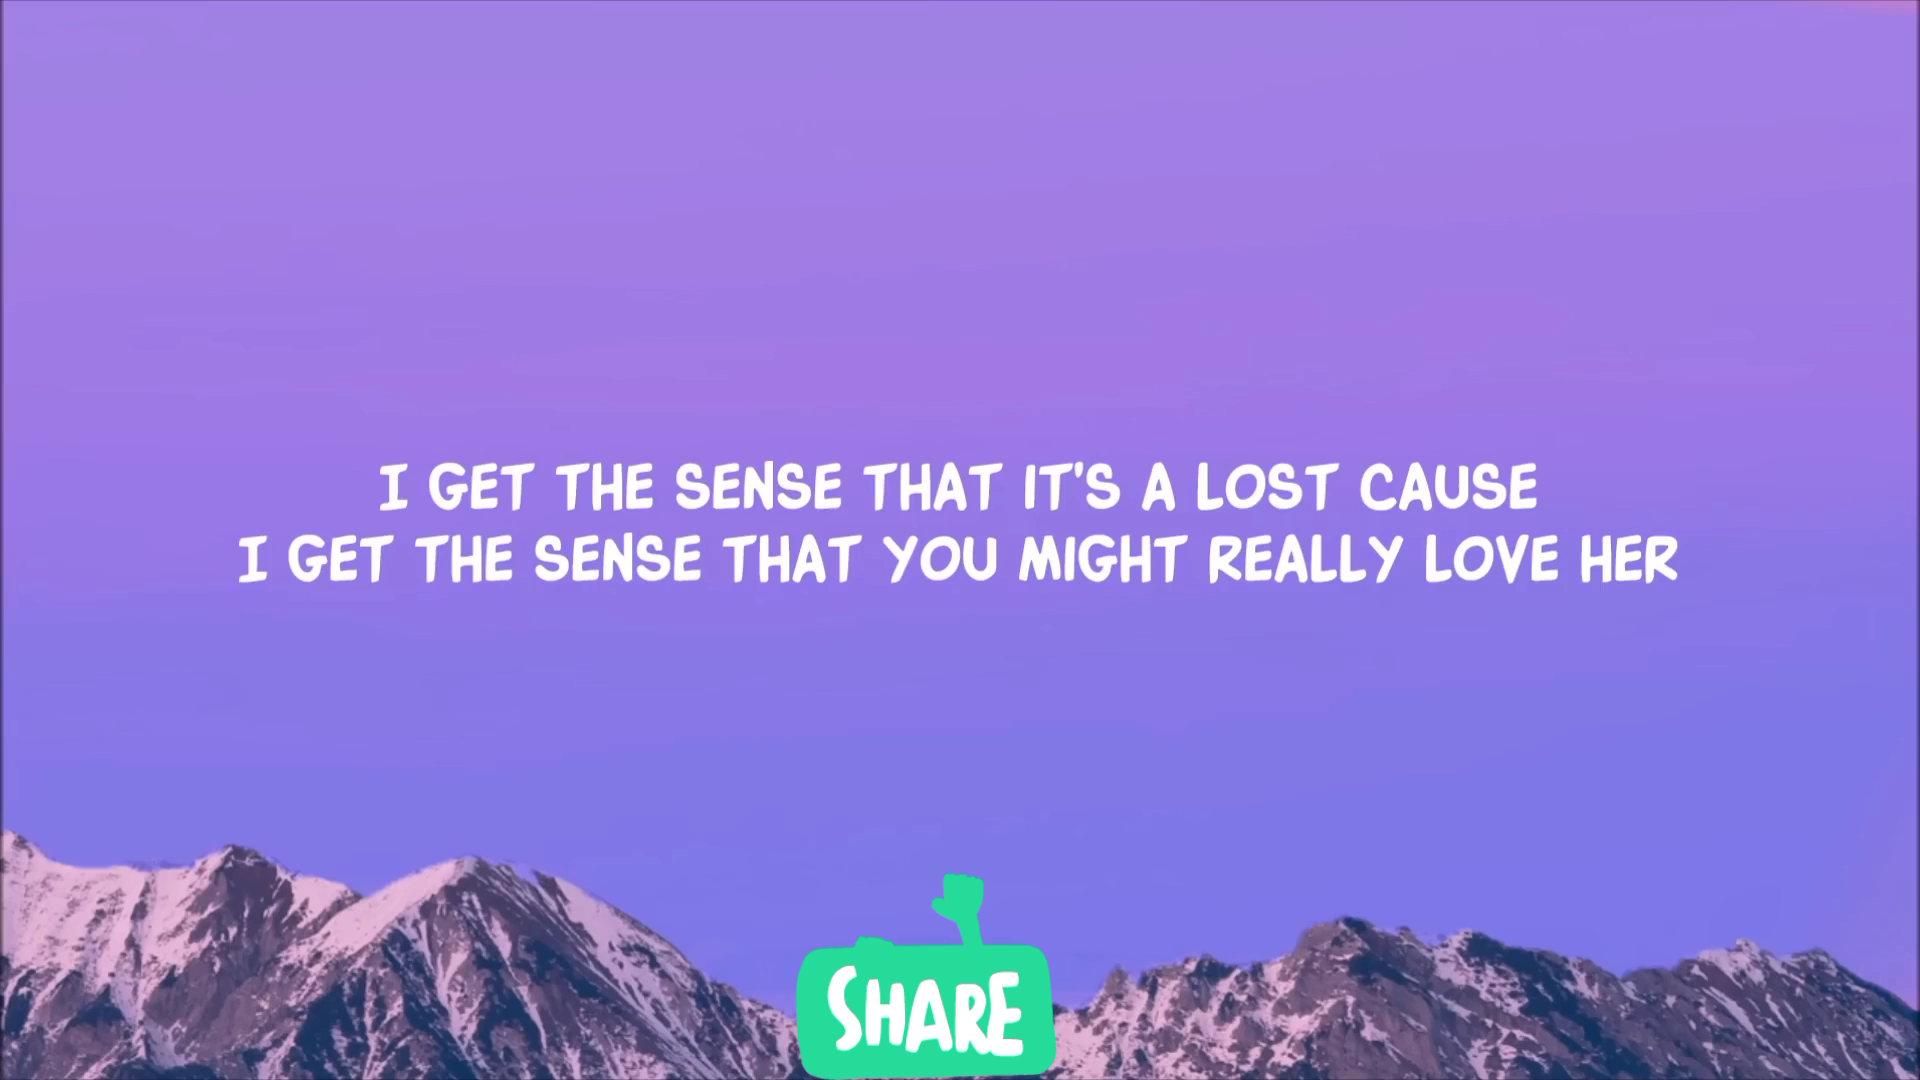 I GET THE SENSE THAT IT'S A LOST CAUSE
I GET THE SENSE THAT YOU MIGHT REALLY LOVE HER
SHARE